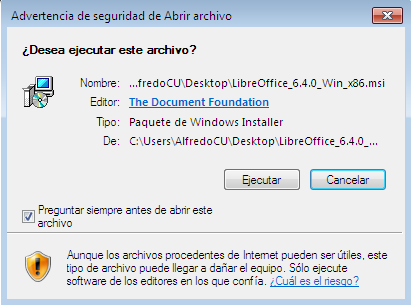 Advertencia de seguridad de Abrir archivo
¿Desea ejecutar este archivo?
Nombre: ...fredoCU\Desktop\LibreOffice_6.4.0_Win_x86.msi
Editor: The Document Foundation
Tipo: Paquete de Windows Installer
De: C:\Users\AlfredoCU\Desktop\LibreOffice_6.4.0_...
Ejecutar Cancelar
Preguntar siempre antes de abrir este
archivo
Aunque los archivos procedentes de Internet pueden ser útiles, este
tipo de archivo puede llegar a dañar el equipo. Sólo ejecute
software de los editores en los que confía. ¿Cuál es el riesgo?